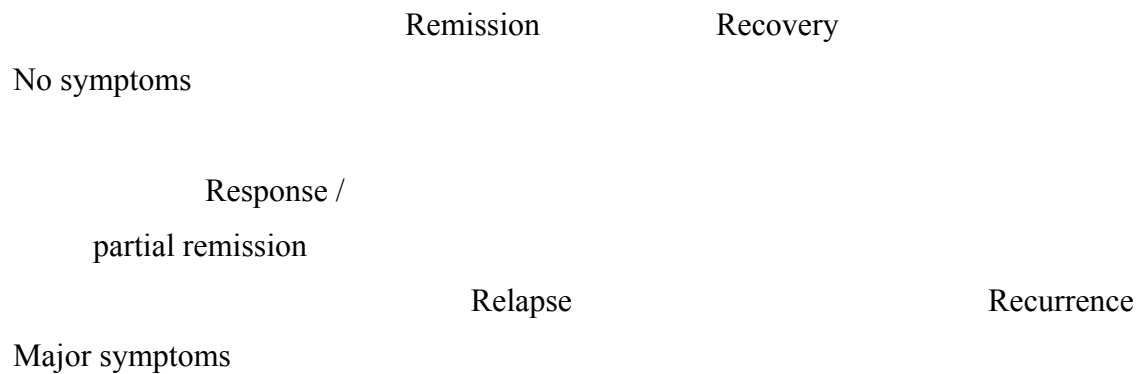 Remission Recovery
No symptoms
Response /
partial remission
Relapse Recurrence
Major symptoms